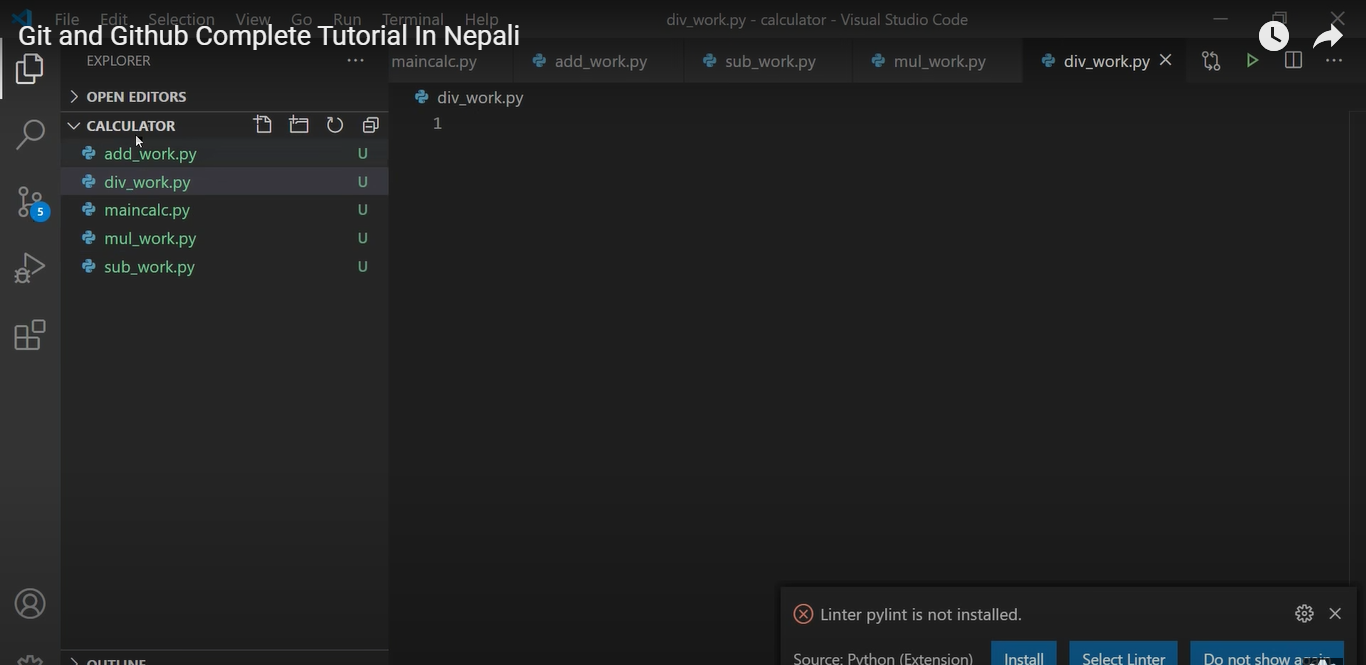 File Edit Selection View Go Run Terminal Help
div_work.py - calculator - Visual Studio Code
Git and Github Complete Tutorial In Nepali
EXPLORER
maincalc.py
add_work.py
sub_work.py
mul_work.py
div_work.py
OPEN EDITORS
div_work.py
CALCULATOR
1
add_work.py U
div_work.py U
5
maincalc.py U
mul_work.py U
sub_work.py U
Linter pylint is not installed.
Source: Python (Extension)
Install
Select Linter
Do not show again
OUTLINE